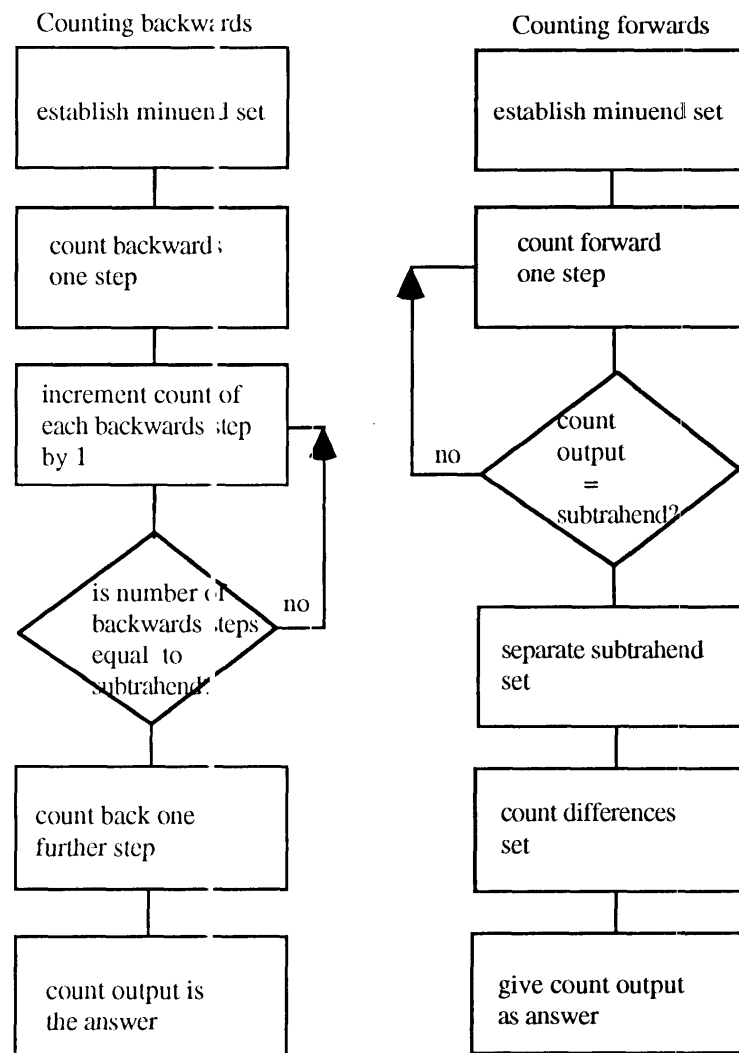 Counting backwards
establish minuend set
count backwards
one step
increment count of
each backwards step
by 1
no
is number of
backwards steps
equal to
subtrahend?
count back one
further step
count output is
the answer
Counting forwards
establish minuend set
count forward
one step
no
count
output
=
subtrahend?
separate subtrahend
set
count differences
set
give count output
as answer